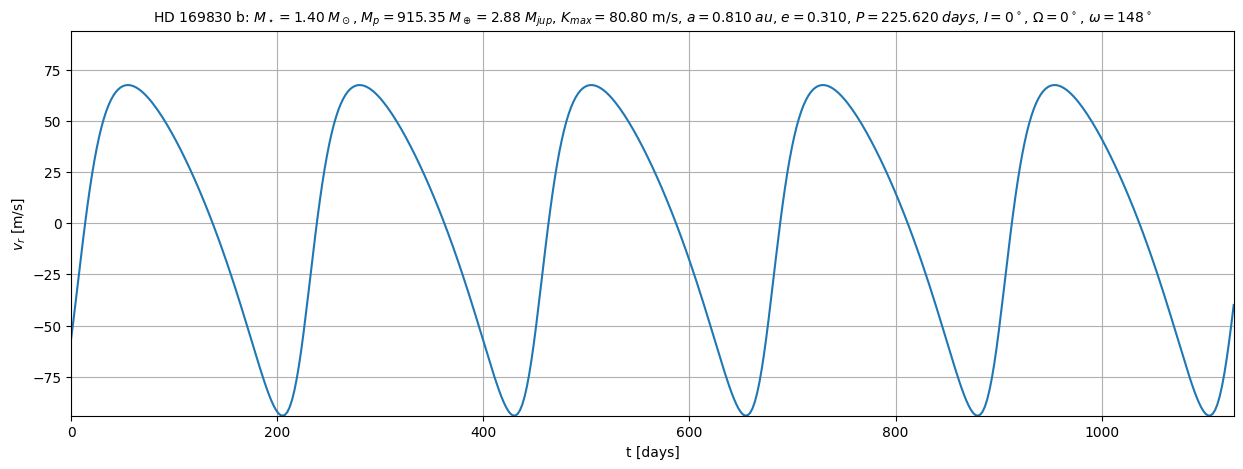 HD 169830 b: M⋆ = 1.40 M⊙, Mp = 915.35 M⊕ = 2.88 Mjup, Kmax = 80.80 m/s, a = 0.810 au, e = 0.310, P = 225.620 days, I = 0°, Ω = 0°, ω = 148°
75
50
25
0
−25
−50
−75
vr [m/s]
0 200 400 600 800 1000
t [days]